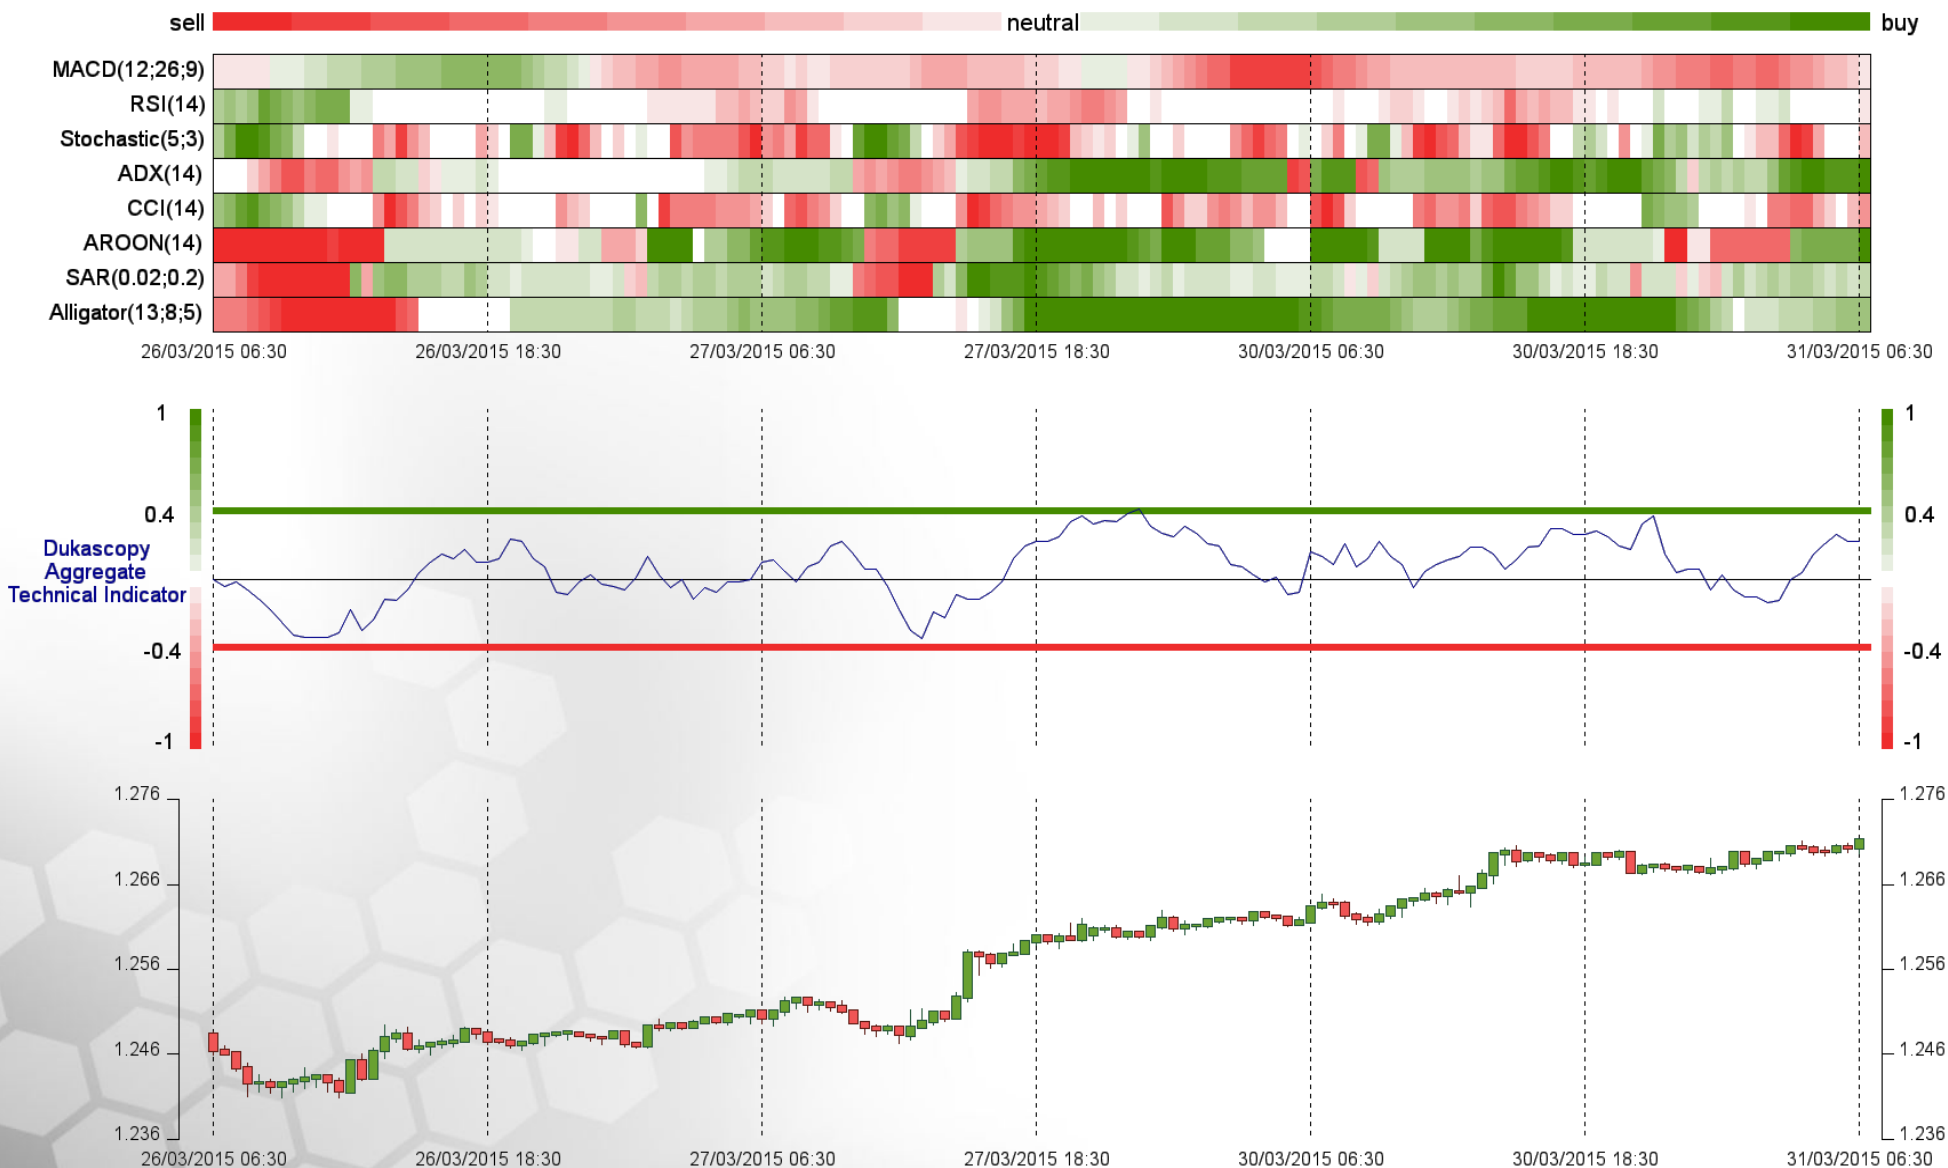 sell neutral buy
MACD(12;26;9)
RSI(14)
Stochastic(5;3)
ADX(14)
CCI(14)
AROON(14)
SAR(0.02;0.2)
Alligator(13;8;5)
26/03/2015 06:30 26/03/2015 18:30 27/03/2015 06:30 27/03/2015 18:30 30/03/2015 06:30 30/03/2015 18:30 31/03/2015 06:30
1 1
0.4 0.4
Dukascopy
Aggregate
Technical Indicator
-0.4 -0.4
-1 -1
1.276 1.276
1.266 1.266
1.256 1.256
1.246 1.246
1.236 1.236
26/03/2015 06:30 26/03/2015 18:30 27/03/2015 06:30 27/03/2015 18:30 30/03/2015 06:30 30/03/2015 18:30 31/03/2015 06:30